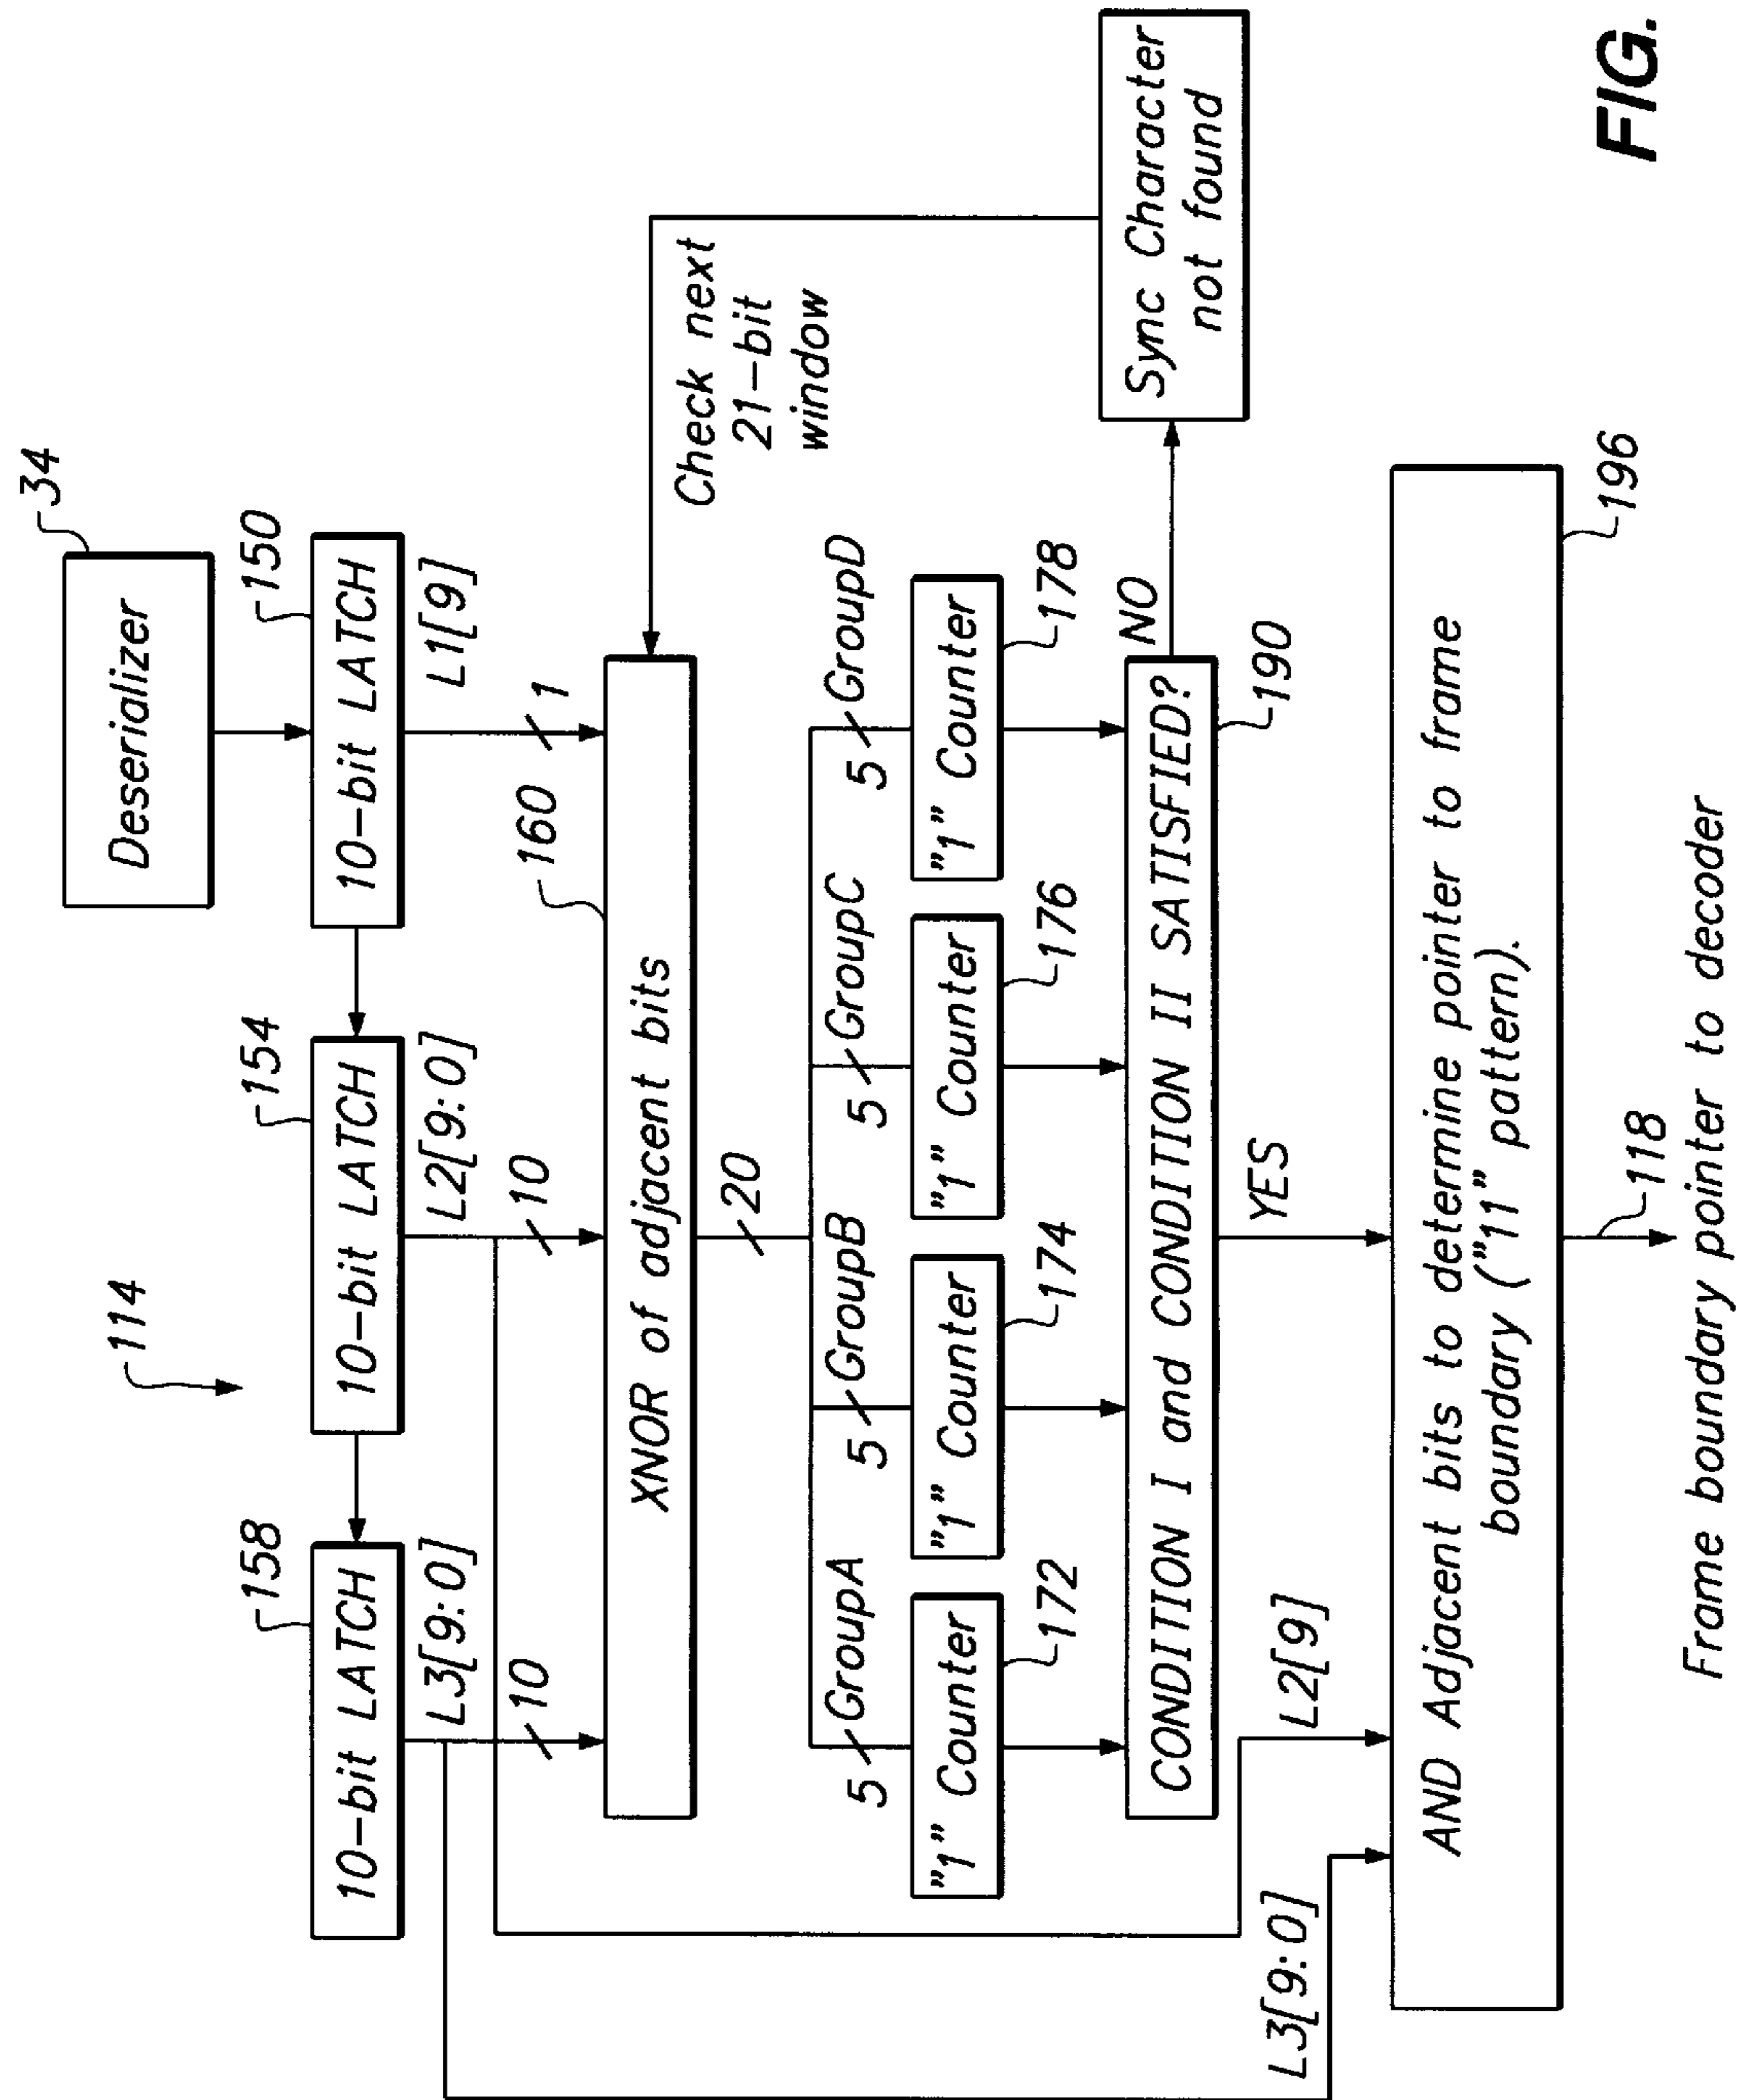 114
34
Deserializer
158
154
150
10-bit LATCH
10-bit LATCH
10-bit LATCH
L3[9:0]
L2[9:0]
L1[9]
10
10
1
160
XNOR of adjacent bits
Check next
21-bit
window
20
5
GroupA
5
GroupB
5
GroupC
5
GroupD
"1" Counter
"1" Counter
"1" Counter
"1" Counter
172
174
176
178
CONDITION I and CONDITION II SATISFIED?
NO
190
Sync Character
not found
YES
L3[9:0]
L2[9]
AND Adjacent bits to determine pointer to frame
boundary ("11" pattern).
196
118
Frame boundary pointer to decoder
FIG.